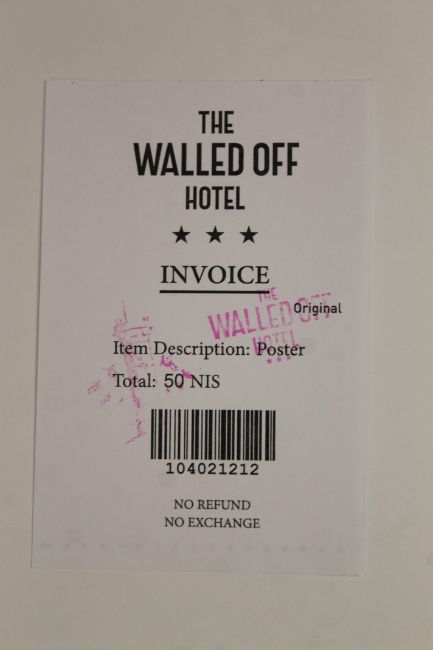 THE
WALLED OFF
HOTEL
★ ★ ★
INVOICE
THE
WALLED OFF
HOTEL
★★★
Original
Item Description: Poster
Total: 50 NIS
104021212
NO REFUND
NO EXCHANGE